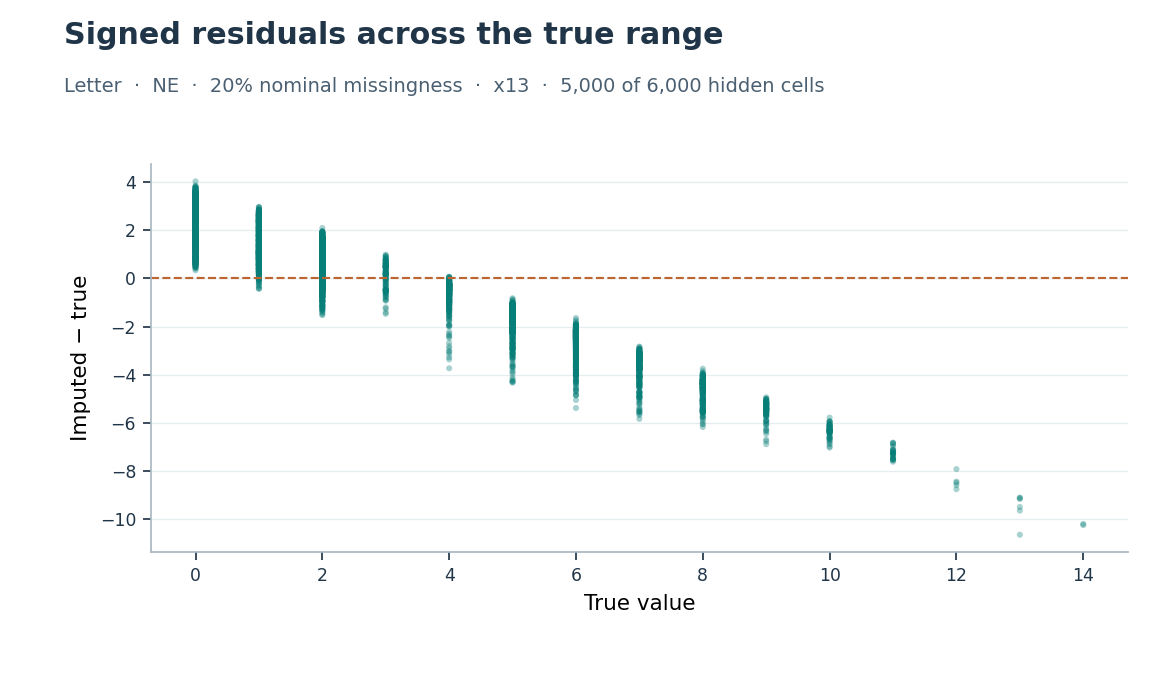 Signed residuals across the true range
Letter · NE · 20% nominal missingness · x13 · 5,000 of 6,000 hidden cells
4
2
0
−2
−4
−6
−8
−10
Imputed − true
0 2 4 6 8 10 12 14
True value